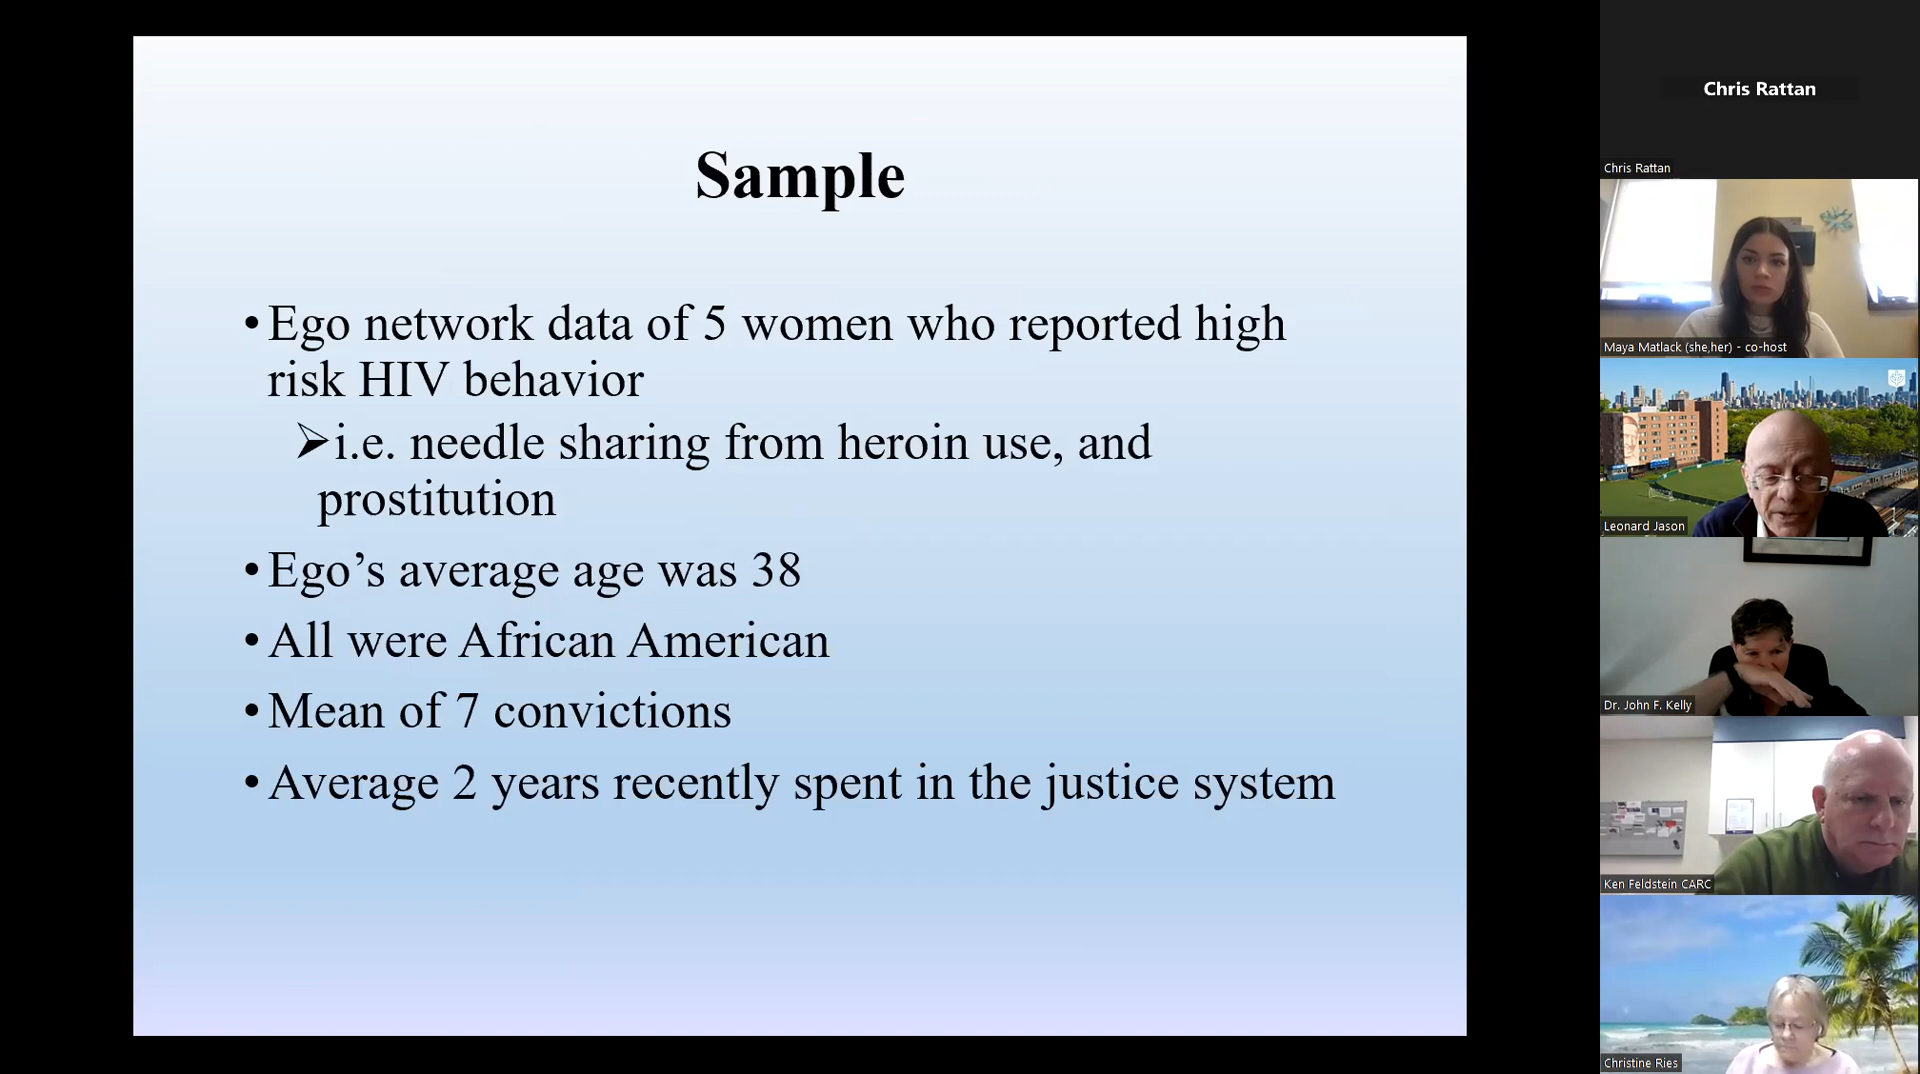 Sample
•Ego network data of 5 women who reported high
risk HIV behavior
➢i.e. needle sharing from heroin use, and
prostitution
•Ego’s average age was 38
•All were African American
•Mean of 7 convictions
•Average 2 years recently spent in the justice system
Chris Rattan
Chris Rattan
Maya Matlack (she,her) - co-host
Leonard Jason
Dr. John F. Kelly
Ken Feldstein CARC
Christine Ries